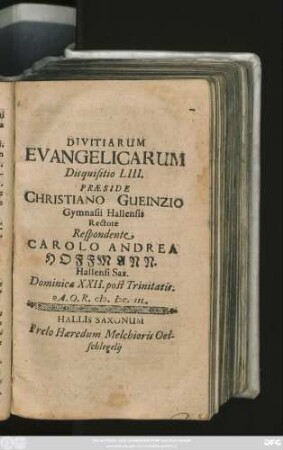 DIVITIARUM
EVANGELICARUM
Disquisitio LIII.
PRÆSIDE
CHRISTIANO GUEINZIO
Gymnasii Hallensis
Rectore
Respondente,
CAROLO ANDREA
HOFFMANN.
Hallensi Sax.
Dominica XXII. post Trinitatis.
HALLIS SAXONUM
Prelo Hæredum Melchioris Oel-
schlegelij